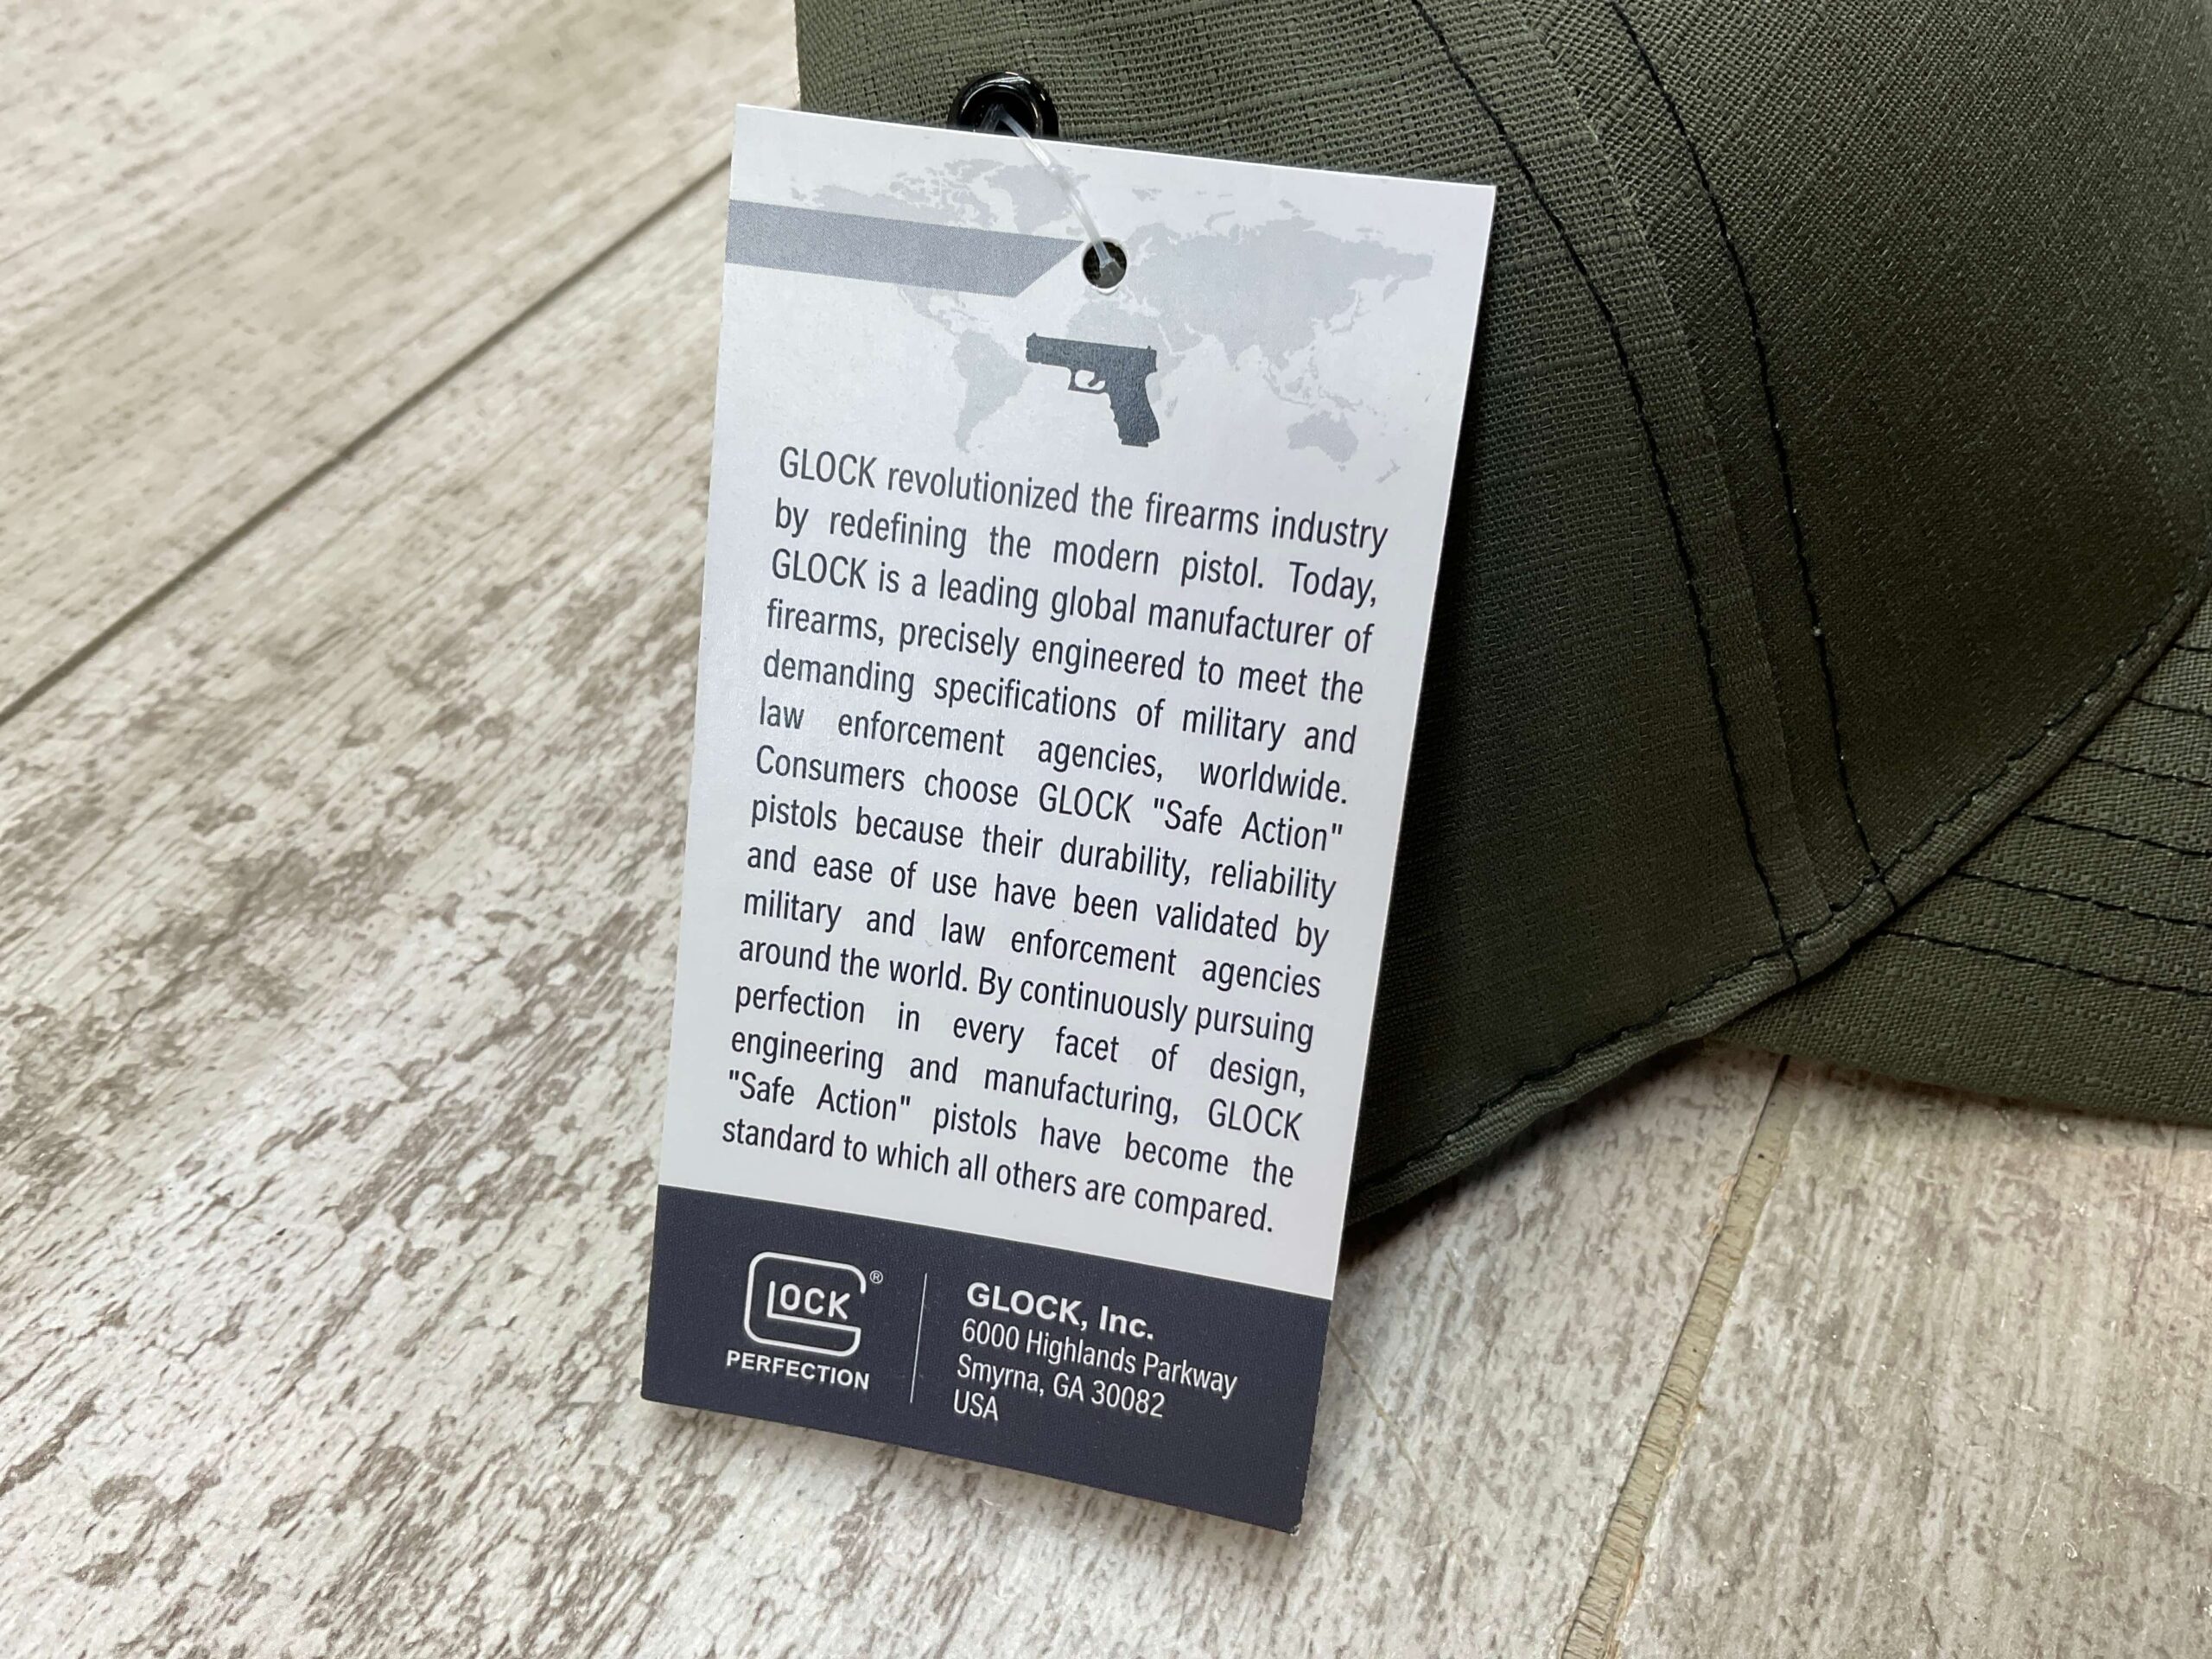 GLOCK revolutionized the firearms industry
by redefining the modern pistol. Today,
GLOCK is a leading global manufacturer of
firearms, precisely engineered to meet the
demanding specifications of military and
law enforcement agencies, worldwide.
Consumers choose GLOCK "Safe Action"
pistols because their durability, reliability
and ease of use have been validated by
military and law enforcement agencies
around the world. By continuously pursuing
perfection in every facet of design,
engineering and manufacturing, GLOCK
"Safe Action" pistols have become the
standard to which all others are compared.
GLOCK®
PERFECTION
GLOCK, Inc.
6000 Highlands Parkway
Smyrna, GA 30082
USA